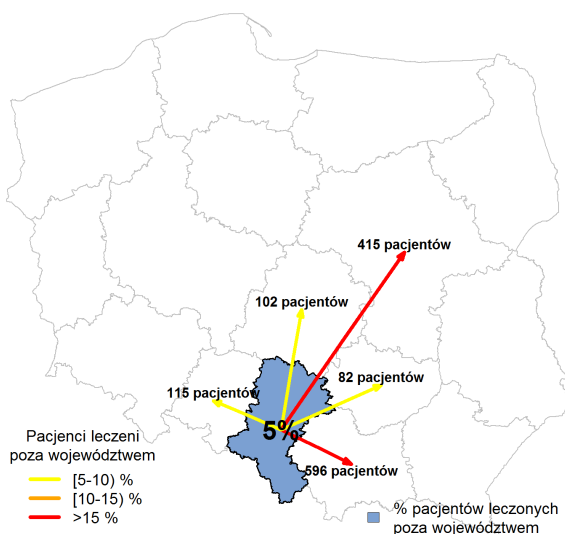 415 pacjentów
102 pacjentów
82 pacjentów
115 pacjentów
5%
596 pacjentów
Pacjenci leczeni
poza województwem
[5-10) %
[10-15) %
>15 %
% pacjentów leczonych
poza województwem